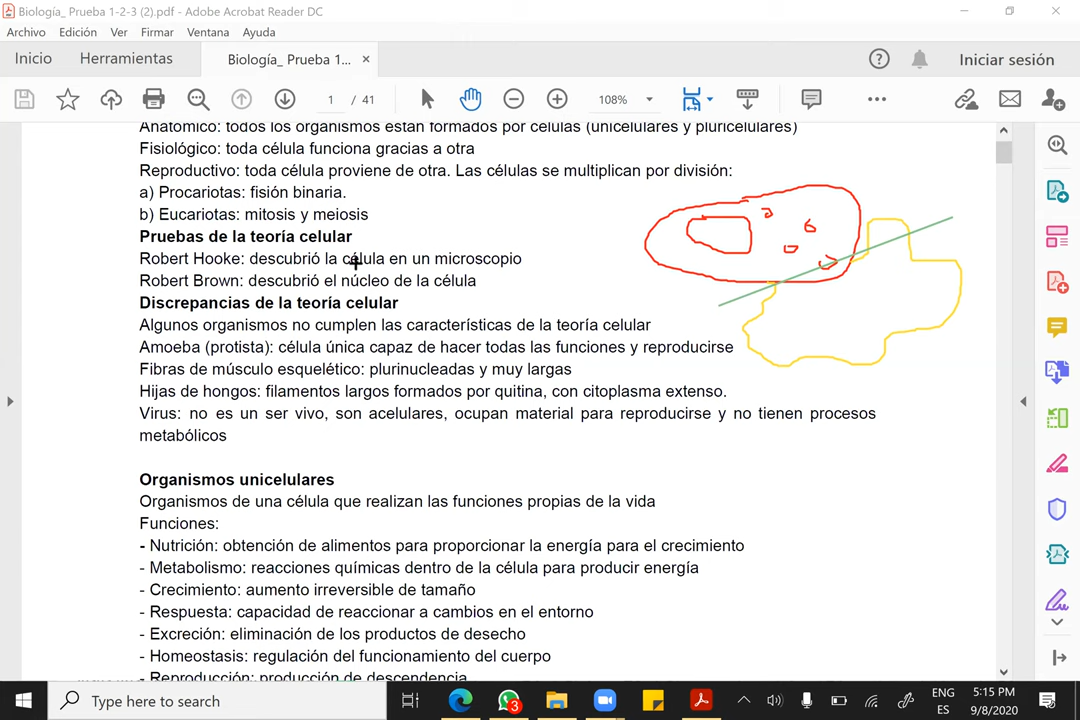 Biología_ Prueba 1-2-3 (2).pdf - Adobe Acrobat Reader DC
Archivo Edición Ver Firmar Ventana Ayuda
Inicio Herramientas Biología_ Prueba 1... × Iniciar sesión
1 / 41 108%
Anatómico: todos los organismos están formados por células (unicelulares y pluricelulares)
Fisiológico: toda célula funciona gracias a otra
Reproductivo: toda célula proviene de otra. Las células se multiplican por división:
a) Procariotas: fisión binaria.
b) Eucariotas: mitosis y meiosis
Pruebas de la teoría celular
Robert Hooke: descubrió la célula en un microscopio
Robert Brown: descubrió el núcleo de la célula
Discrepancias de la teoría celular
Algunos organismos no cumplen las características de la teoría celular
Amoeba (protista): célula única capaz de hacer todas las funciones y reproducirse
Fibras de músculo esquelético: plurinucleadas y muy largas
Hijas de hongos: filamentos largos formados por quitina, con citoplasma extenso.
Virus: no es un ser vivo, son acelulares, ocupan material para reproducirse y no tienen procesos
metabólicos
Organismos unicelulares
Organismos de una célula que realizan las funciones propias de la vida
Funciones:
- Nutrición: obtención de alimentos para proporcionar la energía para el crecimiento
- Metabolismo: reacciones químicas dentro de la célula para producir energía
- Crecimiento: aumento irreversible de tamaño
- Respuesta: capacidad de reaccionar a cambios en el entorno
- Excreción: eliminación de los productos de desecho
- Homeostasis: regulación del funcionamiento del cuerpo
- Reproducción: producción de descendencia
Type here to search
3
ENG
ES
5:15 PM
9/8/2020